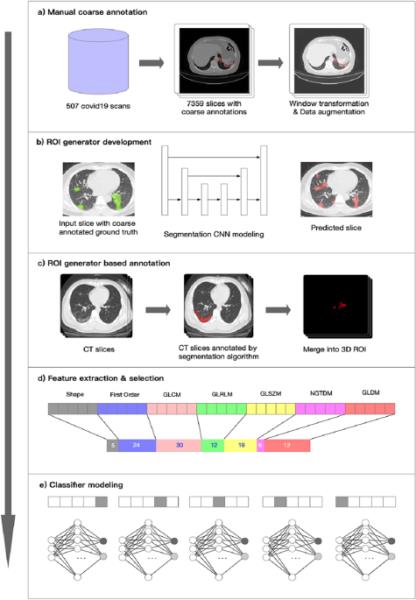 a) Manual coarse annotation
507 covid19 scans
7359 slices with
coarse annotations
Window transformation
& Data augmentation
b) ROI generator development
Input slice with coarse
annotated ground truth
Segmentation CNN modeling
Predicted slice
c) ROI generator based annotation
CT slices
CT slices annotated by
segmentation algorithm
Merge into 3D ROI
d) Feature extraction & selection
Shape First Order GLCM GLRLM GLSZM NGTDM GLDM
5 24 30 12 16 12
e) Classifier modeling
... ... ... ... ...